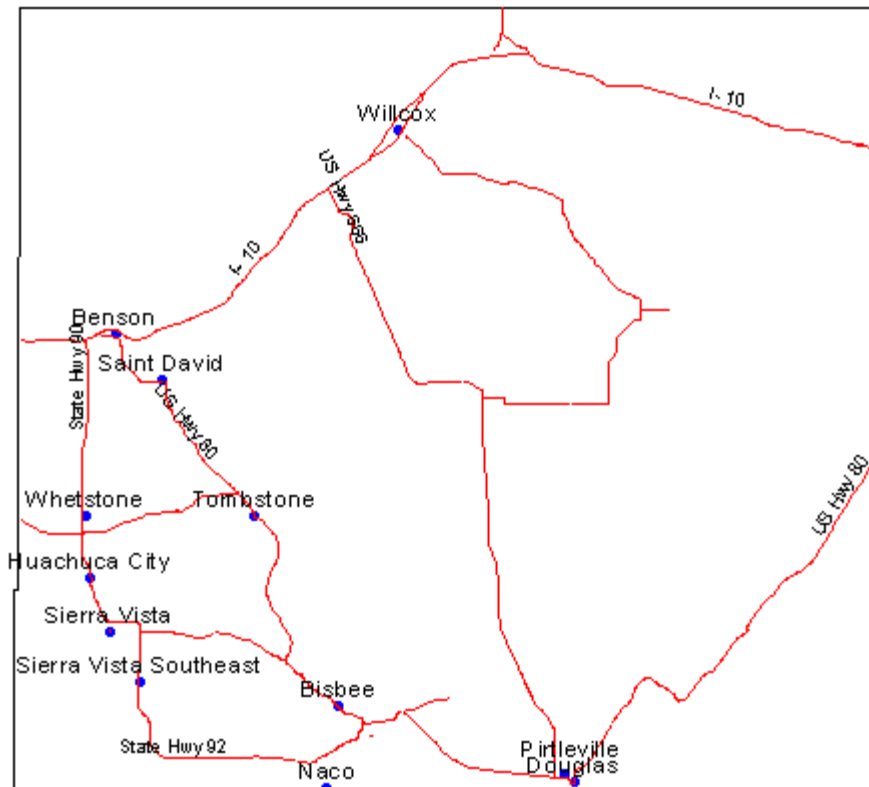 I- 10
Willcox
US Hwy 666
I- 10
Benson
State Hwy 90
Saint David
US Hwy 80
US Hwy 80
Whetstone
Tombstone
Huachuca City
Sierra Vista
Sierra Vista Southeast
Bisbee
State Hwy 92
Pirtleville
Douglas
Naco